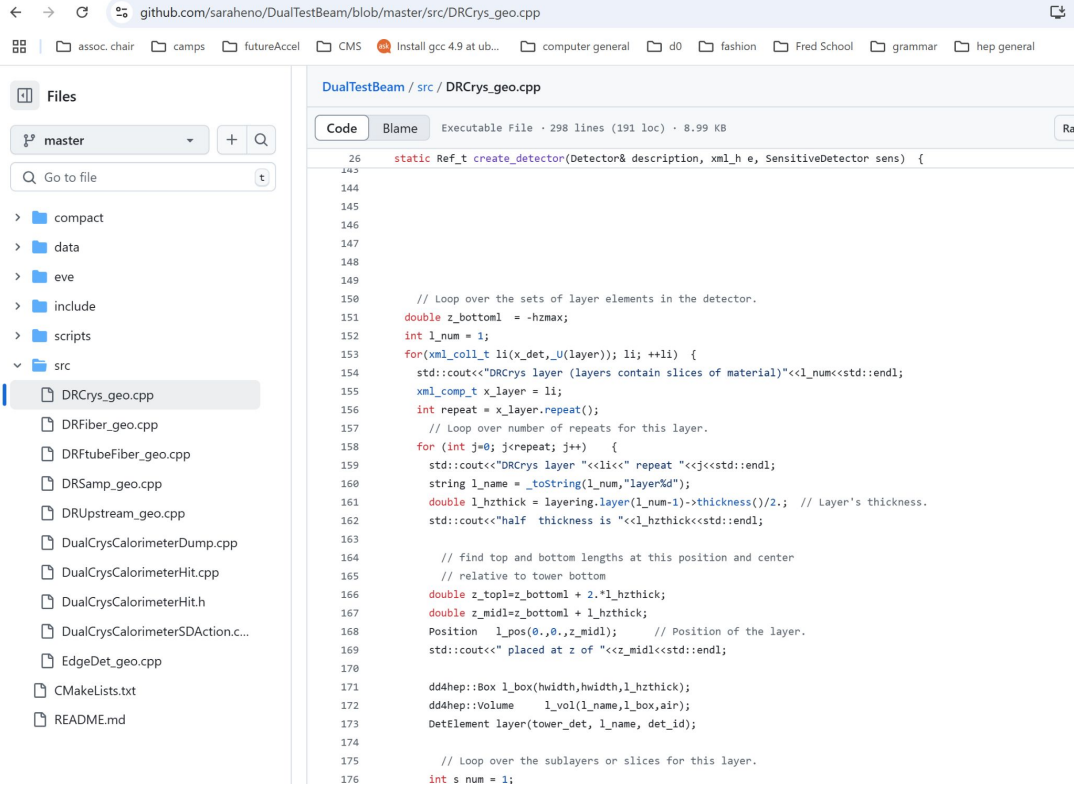 github.com/saraheno/DualTestBeam/blob/master/src/DRCrys_geo.cpp
assoc. chair camps futureAccel CMS ask Install gcc 4.9 at ub... computer general d0 fashion Fred School grammar hep general
Files
master
Go to file t
compact
data
eve
include
scripts
src
DRCrys_geo.cpp
DRFiber_geo.cpp
DRFtubeFiber_geo.cpp
DRSamp_geo.cpp
DRUpstream_geo.cpp
DualCrysCalorimeterDump.cpp
DualCrysCalorimeterHit.cpp
DualCrysCalorimeterHit.h
DualCrysCalorimeterSDAction.c...
EdgeDet_geo.cpp
CMakeLists.txt
README.md
DualTestBeam / src / DRCrys_geo.cpp
Code Blame Executable File · 298 lines (191 loc) · 8.99 KB Ra
26 static Ref_t create_detector(Detector& description, xml_h e, SensitiveDetector sens) {
143
144
145
146
147
148
149
150 // Loop over the sets of layer elements in the detector.
151 double z_bottoml = -hzmax;
152 int l_num = 1;
153 for(xml_coll_t li(x_det,_U(layer)); li; ++li) {
154 std::cout<<"DRCrys layer (layers contain slices of material)"<<l_num<<std::endl;
155 xml_comp_t x_layer = li;
156 int repeat = x_layer.repeat();
157 // Loop over number of repeats for this layer.
158 for (int j=0; j<repeat; j++) {
159 std::cout<<"DRCrys layer "<<li<<" repeat "<<j<<std::endl;
160 string l_name = _toString(l_num,"layer%d");
161 double l_hzthick = layering.layer(l_num-1)->thickness()/2.; // Layer's thickness.
162 std::cout<<"half  thickness is "<<l_hzthick<<std::endl;
163
164 // find top and bottom lengths at this position and center
165 // relative to tower bottom
166 double z_topl=z_bottoml + 2.*l_hzthick;
167 double z_midl=z_bottoml + l_hzthick;
168 Position l_pos(0.,0.,z_midl); // Position of the layer.
169 std::cout<<" placed at z of "<<z_midl<<std::endl;
170
171 dd4hep::Box l_box(hwidth,hwidth,l_hzthick);
172 dd4hep::Volume l_vol(l_name,l_box,air);
173 DetElement layer(tower_det, l_name, det_id);
174
175 // Loop over the sublayers or slices for this layer.
176 int s_num = 1;